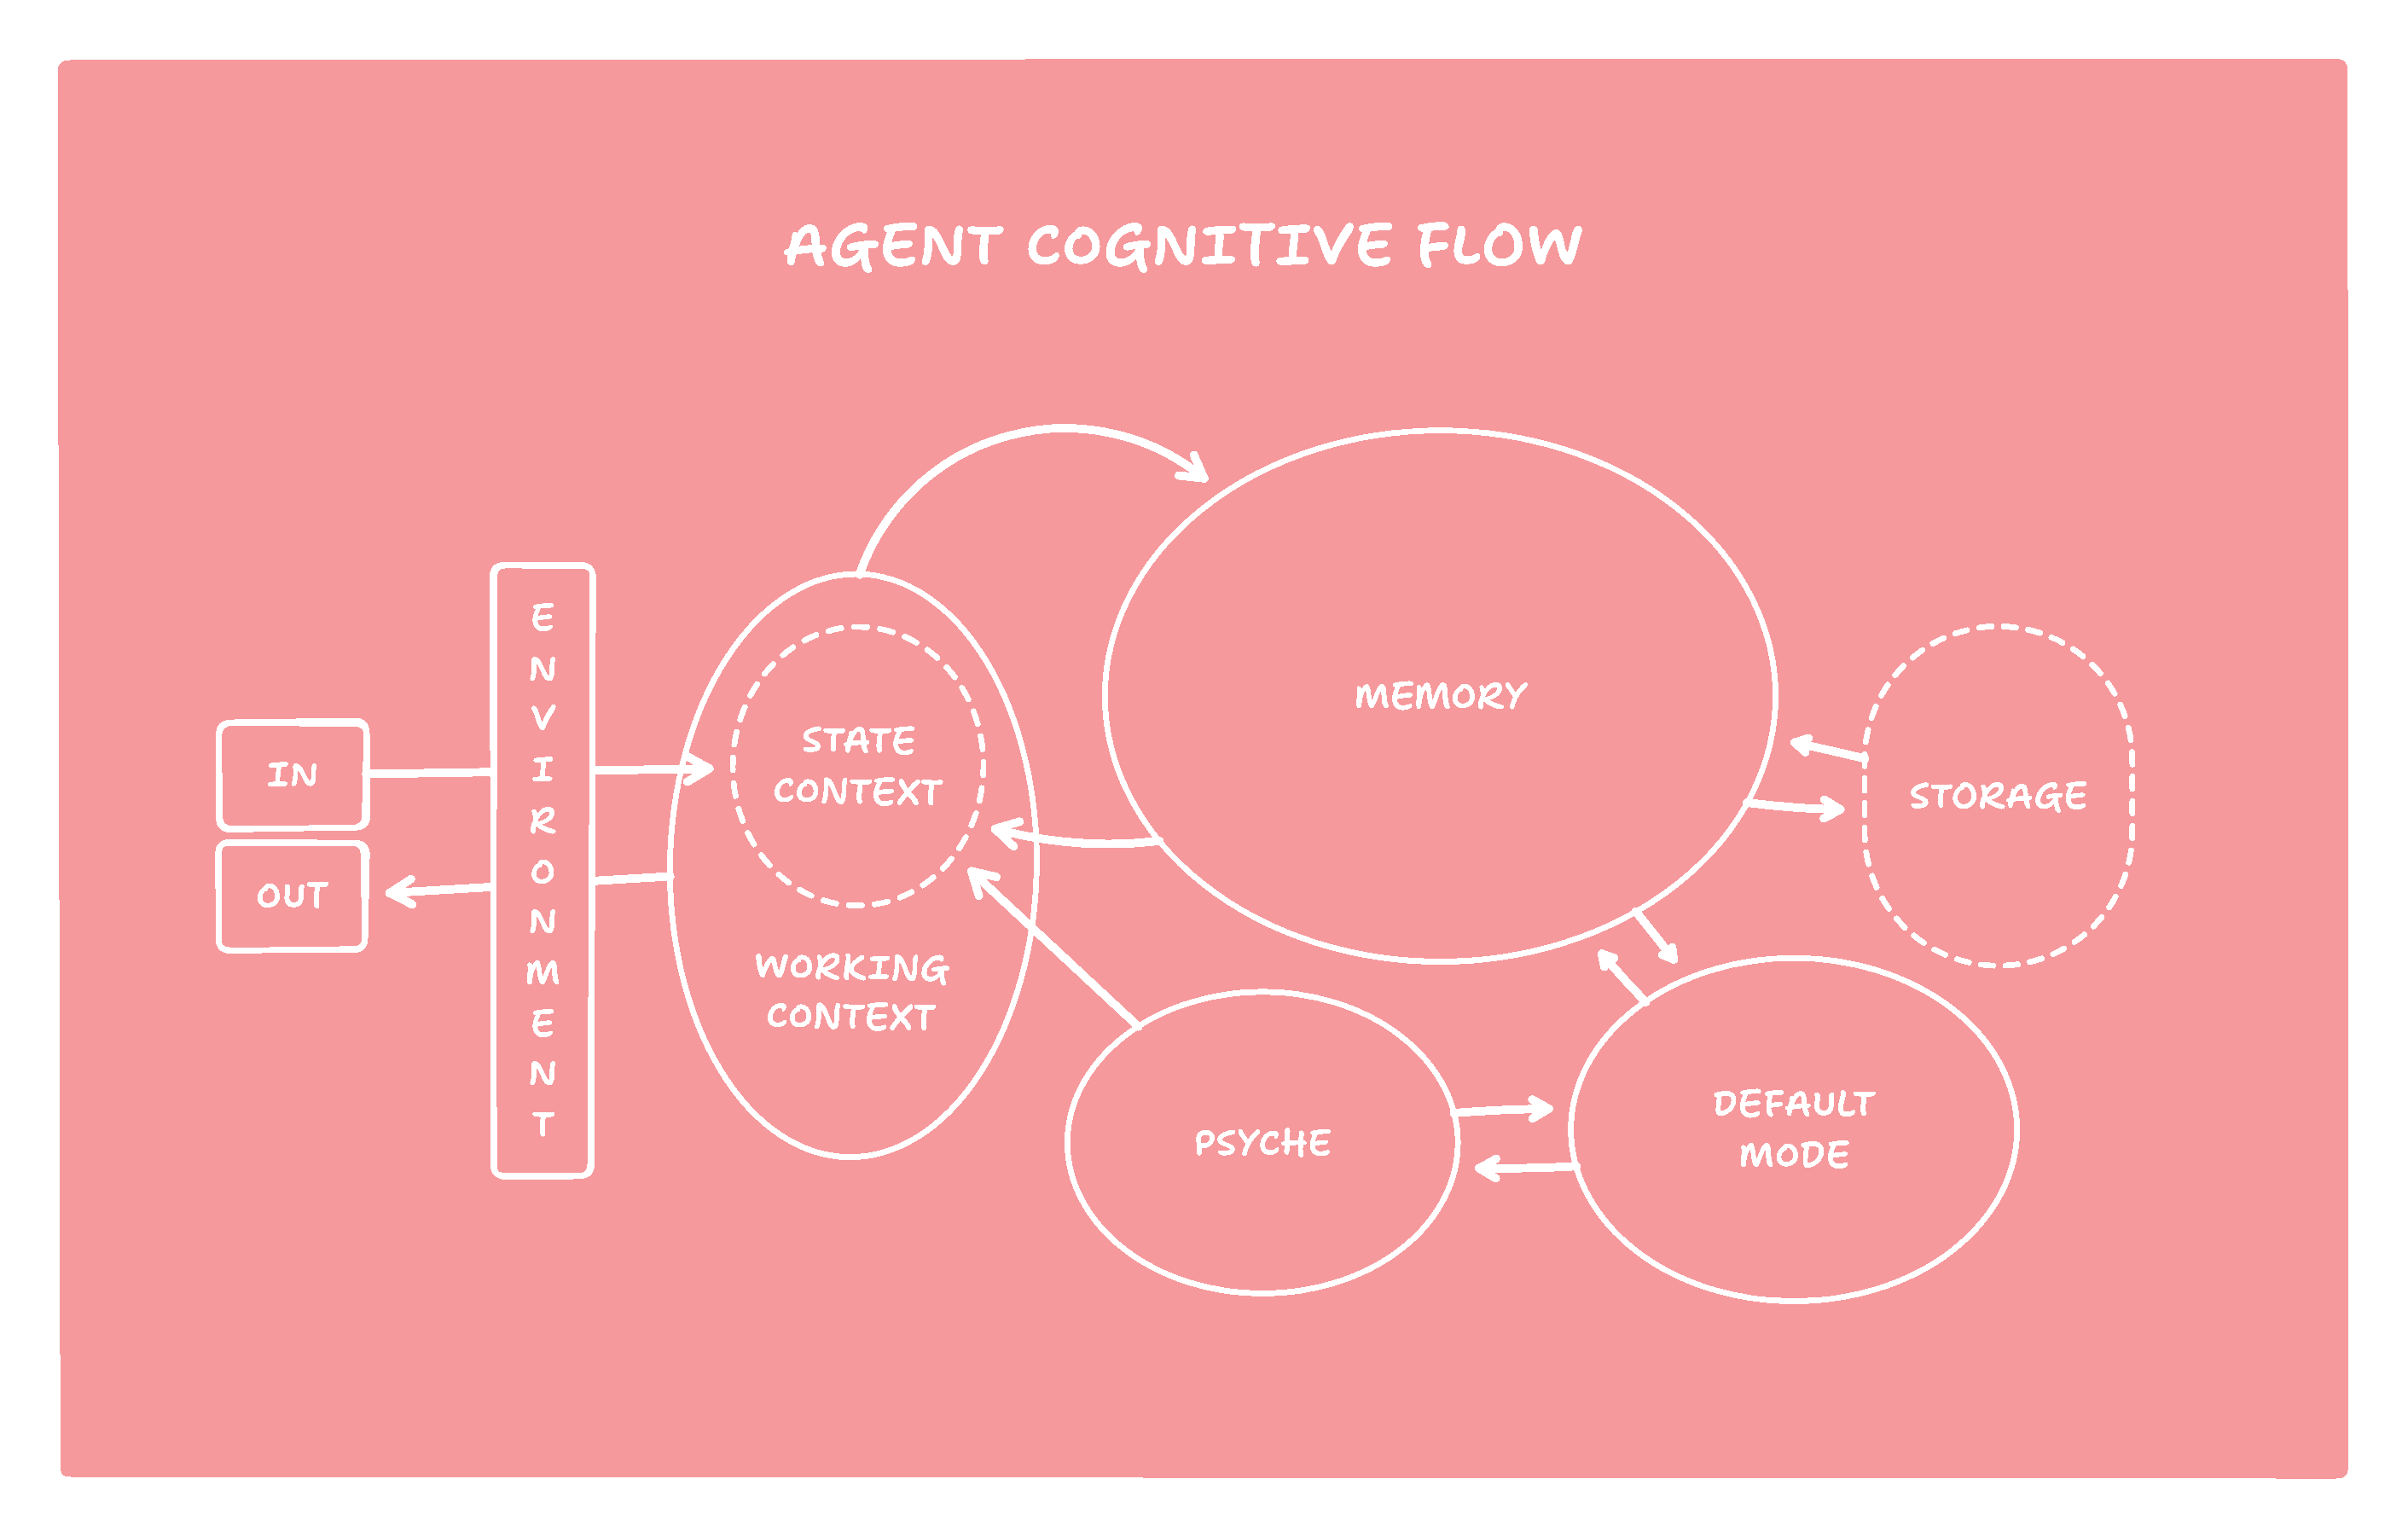 AGENT COGNITIVE FLOW
IN
OUT
ENVIRONMENT
STATE
CONTEXT
WORKING
CONTEXT
MEMORY
STORAGE
PSYCHE
DEFAULT
MODE